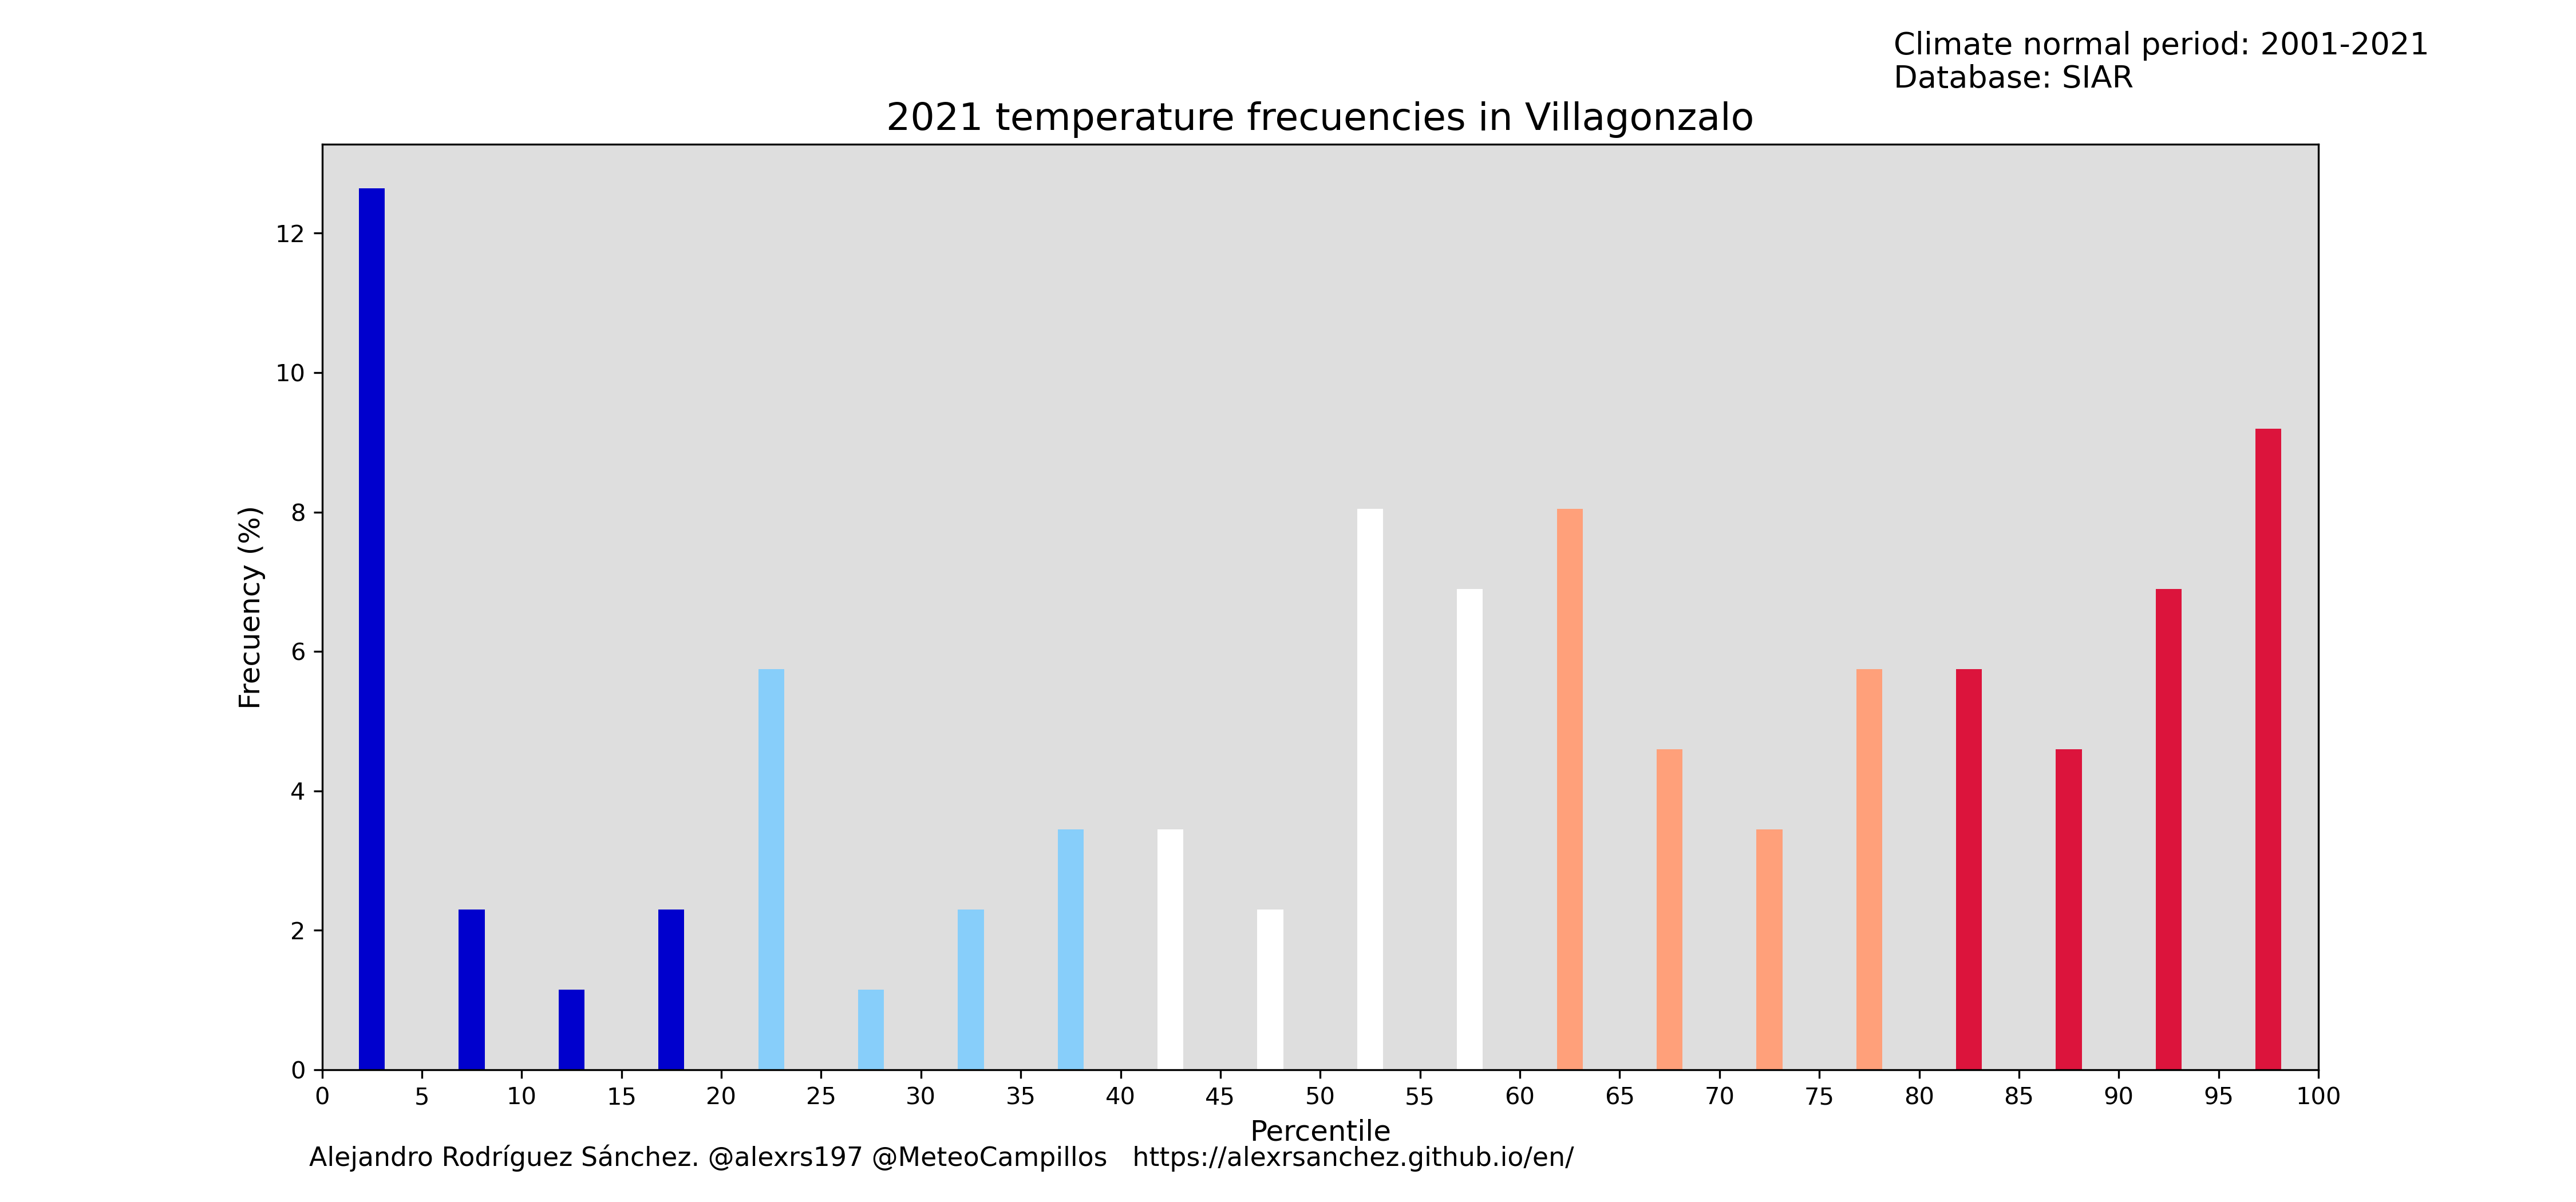 Climate normal period: 2001-2021
Database: SIAR
2021 temperature frecuencies in Villagonzalo
Frecuency (%)
12
10
8
6
4
2
0
0 5 10 15 20 25 30 35 40 45 50 55 60 65 70 75 80 85 90 95 100
Percentile
Alejandro Rodríguez Sánchez. @alexrs197 @MeteoCampillos https://alexrsanchez.github.io/en/